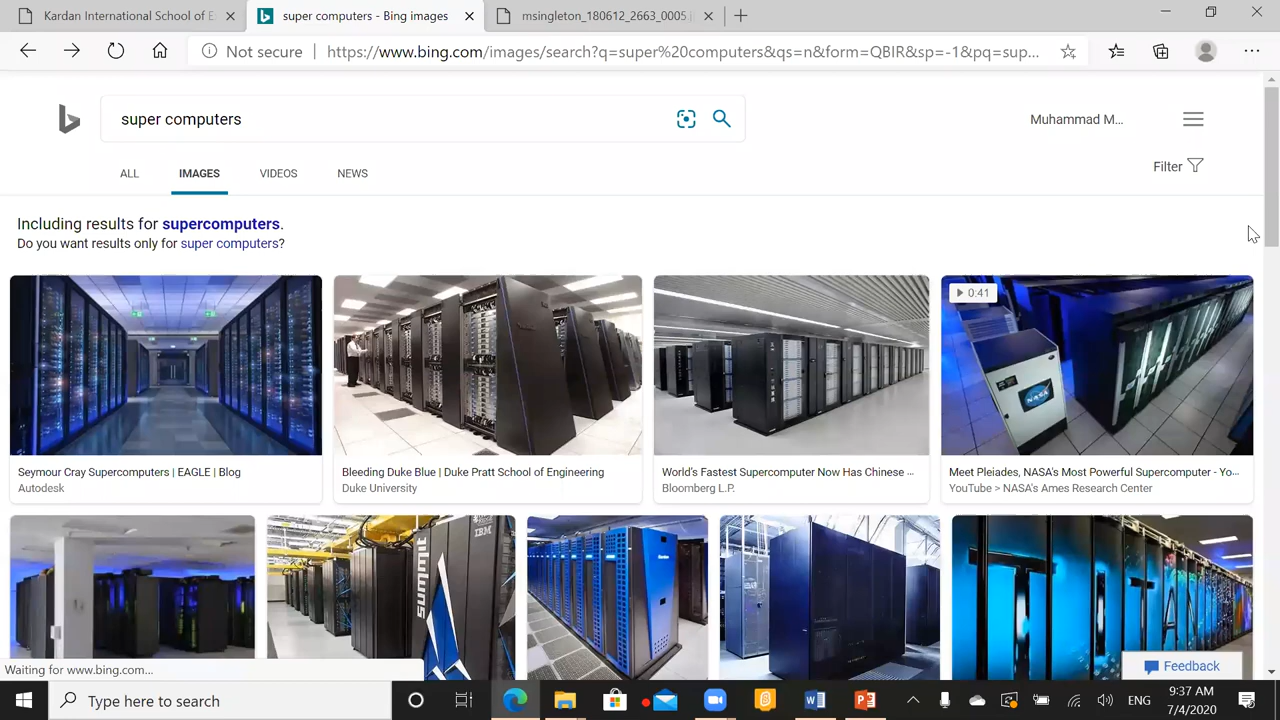 Kardan International School of E
super computers - Bing images
msingleton_180612_2663_0005.j
Not secure
https://www.bing.com/images/search?q=super%20computers&qs=n&form=QBIR&sp=-1&pq=sup...
super computers
Muhammad M...
ALL
IMAGES
VIDEOS
NEWS
Filter
Including results for supercomputers.
Do you want results only for super computers?
0:41
NASA
Seymour Cray Supercomputers | EAGLE | Blog
Autodesk
Bleeding Duke Blue | Duke Pratt School of Engineering
Duke University
World's Fastest Supercomputer Now Has Chinese ...
Bloomberg L.P.
Meet Pleiades, NASA's Most Powerful Supercomputer - Yo...
YouTube > NASA's Ames Research Center
IBM
SUMMIT
TITAN
Waiting for www.bing.com...
Feedback
Type here to search
ENG
9:37 AM
7/4/2020